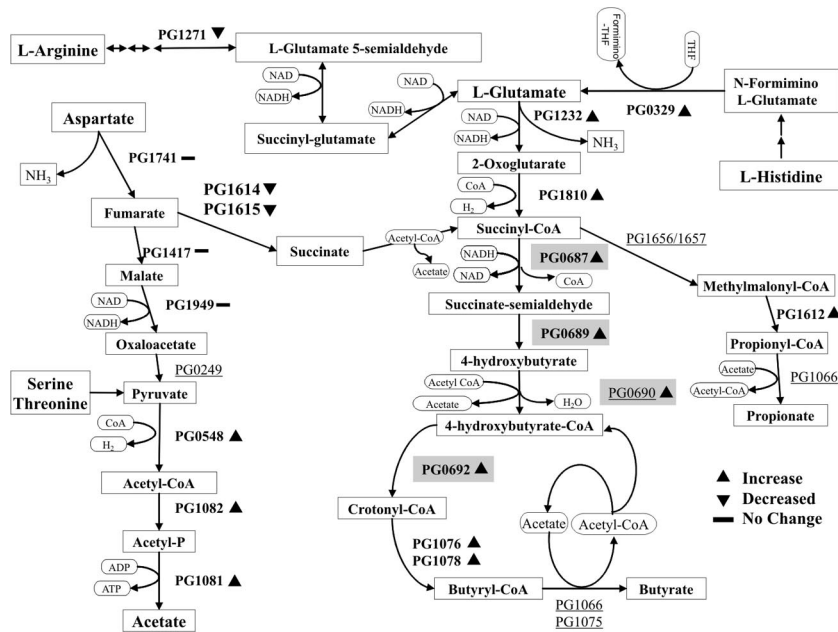 L-Arginine
PG1271
L-Glutamate 5-semialdehyde
NAD
NADH
Succinyl-glutamate
NAD
NADH
L-Glutamate
Formimino
-THF
THF
PG0329
N-Formimino
L-Glutamate
L-Histidine
PG1232
NH3
NAD
NADH
2-Oxoglutarate
CoA
H2
PG1810
Succinyl-CoA
Aspartate
NH3
PG1741
Fumarate
PG1614
PG1615
Succinate
Acetyl-CoA
Acetate
PG1417
Malate
NAD
NADH
PG1949
Oxaloacetate
PG0249
Serine
Threonine
Pyruvate
CoA
H2
PG0548
Acetyl-CoA
PG1082
Acetyl-P
ADP
ATP
PG1081
Acetate
NADH
NAD
PG0687
CoA
Succinate-semialdehyde
PG0689
4-hydroxybutyrate
Acetyl CoA
Acetate
H2O
PG0690
4-hydroxybutyrate-CoA
PG0692
Crotonyl-CoA
PG1076
PG1078
Butyryl-CoA
Acetate
Acetyl-CoA
PG1066
PG1075
Butyrate
PG1656/1657
Methylmalonyl-CoA
PG1612
Propionyl-CoA
Acetate
Acetyl-CoA
PG1066
Propionate
Increase
Decreased
No Change